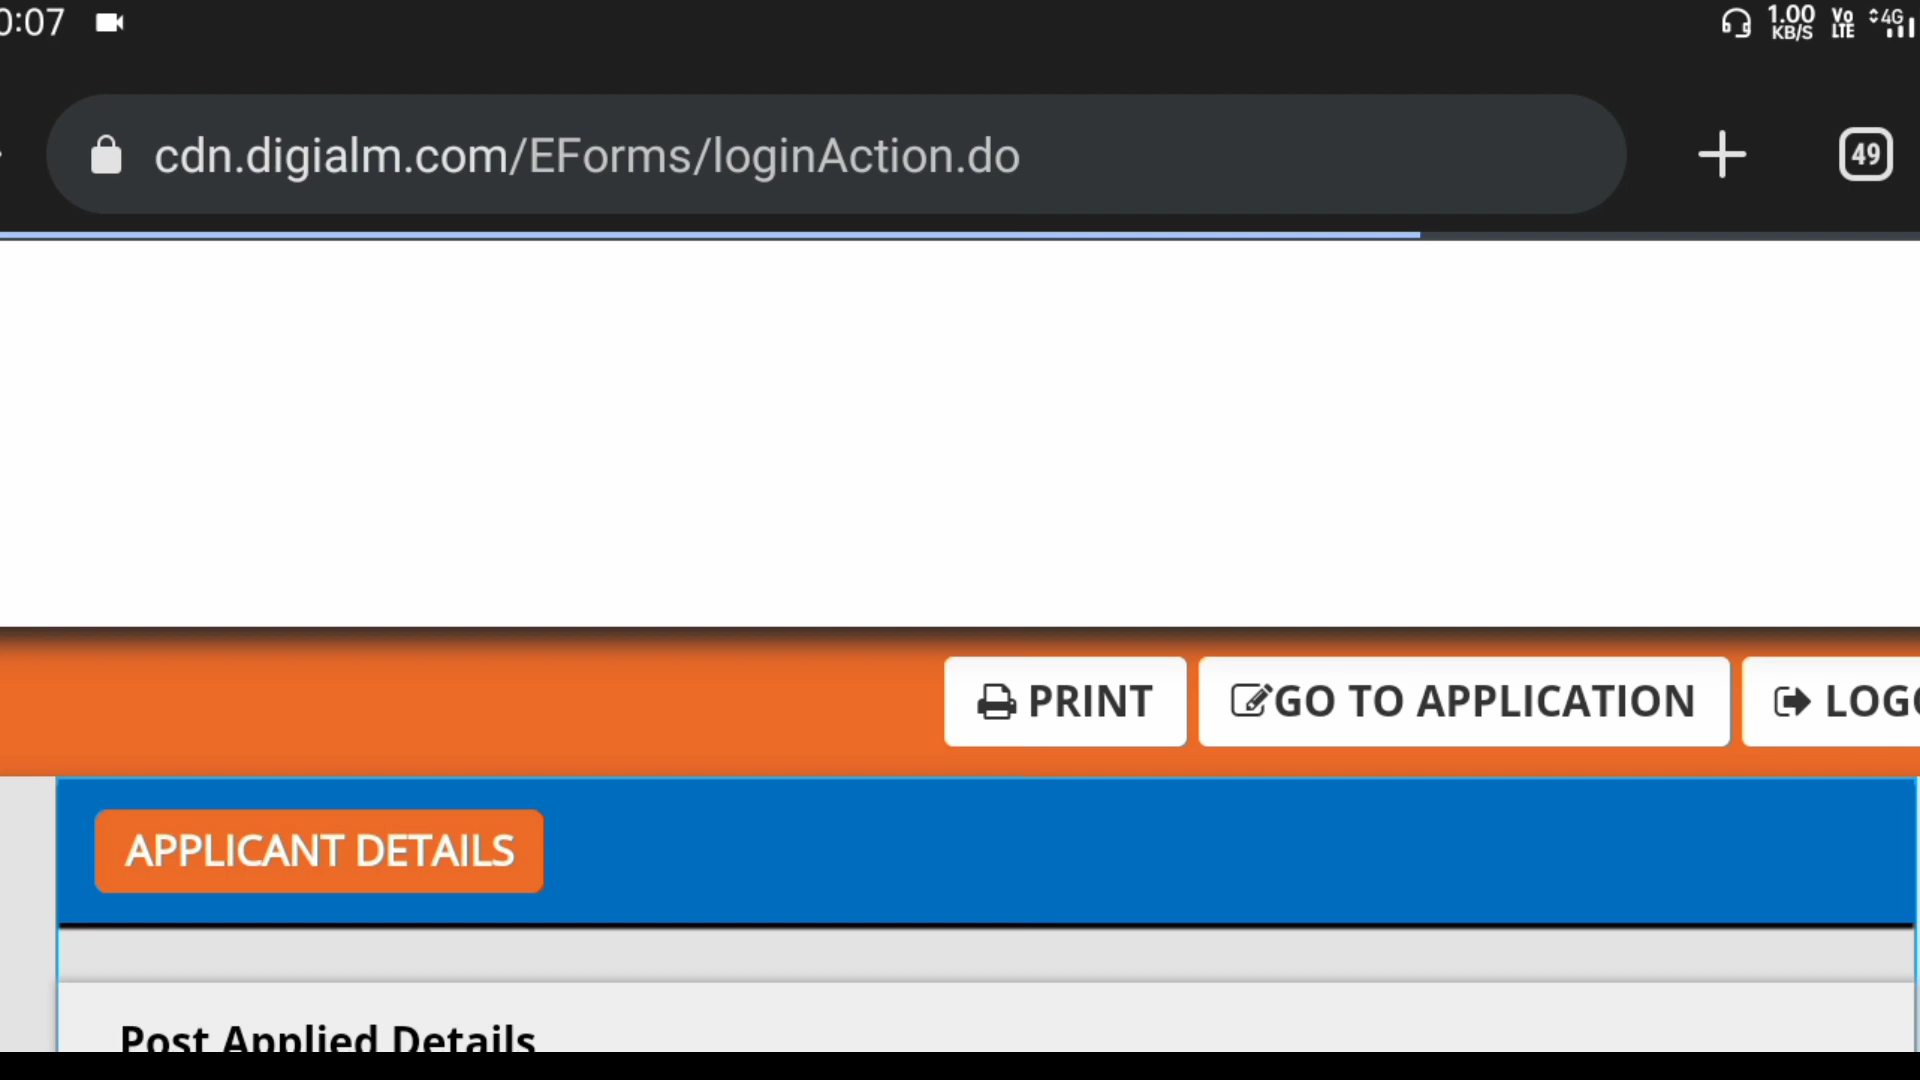 0:07 1.00 KB/S Vo LTE 4G
cdn.digialm.com/EForms/loginAction.do 49
PRINT GO TO APPLICATION LOGO
APPLICANT DETAILS
Post Applied Details